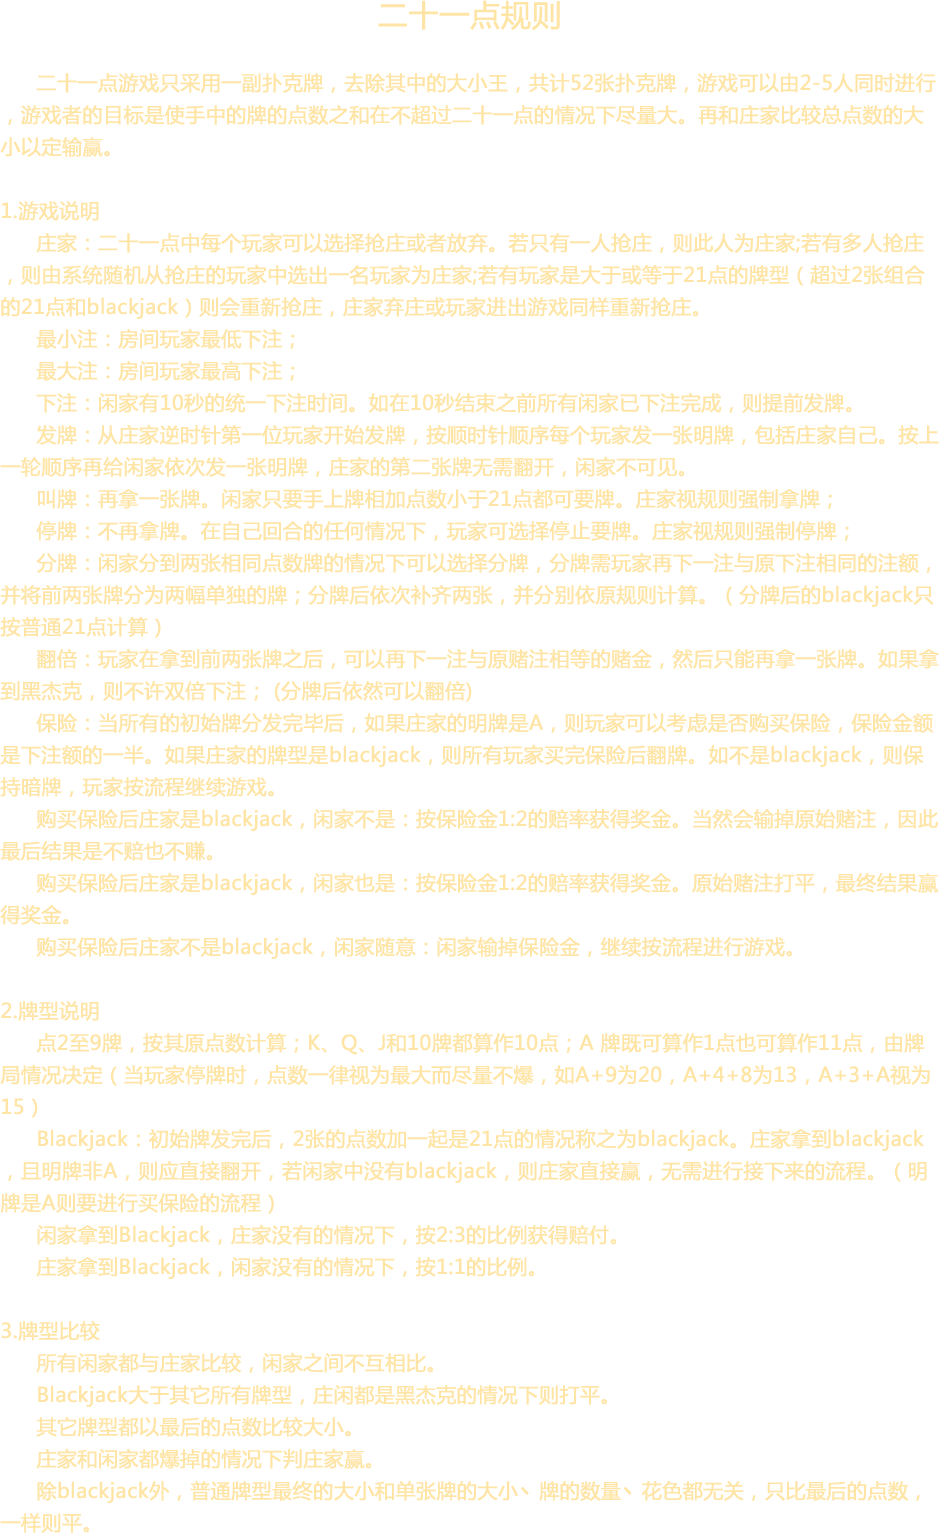 二十一点规则
二十一点游戏只采用一副扑克牌，去除其中的大小王，共计52张扑克牌，游戏可以由2-5人同时进行
，游戏者的目标是使手中的牌的点数之和在不超过二十一点的情况下尽量大。再和庄家比较总点数的大
小以定输赢。
1.游戏说明
庄家：二十一点中每个玩家可以选择抢庄或者放弃。若只有一人抢庄，则此人为庄家;若有多人抢庄
，则由系统随机从抢庄的玩家中选出一名玩家为庄家;若有玩家是大于或等于21点的牌型（超过2张组合
的21点和blackjack）则会重新抢庄，庄家弃庄或玩家进出游戏同样重新抢庄。
最小注：房间玩家最低下注；
最大注：房间玩家最高下注；
下注：闲家有10秒的统一下注时间。如在10秒结束之前所有闲家已下注完成，则提前发牌。
发牌：从庄家逆时针第一位玩家开始发牌，按顺时针顺序每个玩家发一张明牌，包括庄家自己。按上
一轮顺序再给闲家依次发一张明牌，庄家的第二张牌无需翻开，闲家不可见。
叫牌：再拿一张牌。闲家只要手上牌相加点数小于21点都可要牌。庄家视规则强制拿牌；
停牌：不再拿牌。在自己回合的任何情况下，玩家可选择停止要牌。庄家视规则强制停牌；
分牌：闲家分到两张相同点数牌的情况下可以选择分牌，分牌需玩家再下一注与原下注相同的注额，
并将前两张牌分为两幅单独的牌；分牌后依次补齐两张，并分别依原规则计算。（分牌后的blackjack只
按普通21点计算）
翻倍：玩家在拿到前两张牌之后，可以再下一注与原赌注相等的赌金，然后只能再拿一张牌。如果拿
到黑杰克，则不许双倍下注； (分牌后依然可以翻倍)
保险：当所有的初始牌分发完毕后，如果庄家的明牌是A，则玩家可以考虑是否购买保险，保险金额
是下注额的一半。如果庄家的牌型是blackjack，则所有玩家买完保险后翻牌。如不是blackjack，则保
持暗牌，玩家按流程继续游戏。
购买保险后庄家是blackjack，闲家不是：按保险金1:2的赔率获得奖金。当然会输掉原始赌注，因此
最后结果是不赔也不赚。
购买保险后庄家是blackjack，闲家也是：按保险金1:2的赔率获得奖金。原始赌注打平，最终结果赢
得奖金。
购买保险后庄家不是blackjack，闲家随意：闲家输掉保险金，继续按流程进行游戏。
2.牌型说明
点2至9牌，按其原点数计算；K、Q、J和10牌都算作10点；A 牌既可算作1点也可算作11点，由牌
局情况决定（当玩家停牌时，点数一律视为最大而尽量不爆，如A+9为20，A+4+8为13，A+3+A视为
15）
Blackjack：初始牌发完后，2张的点数加一起是21点的情况称之为blackjack。庄家拿到blackjack
，且明牌非A，则应直接翻开，若闲家中没有blackjack，则庄家直接赢，无需进行接下来的流程。（明
牌是A则要进行买保险的流程）
闲家拿到Blackjack，庄家没有的情况下，按2:3的比例获得赔付。
庄家拿到Blackjack，闲家没有的情况下，按1:1的比例。
3.牌型比较
所有闲家都与庄家比较，闲家之间不互相比。
Blackjack大于其它所有牌型，庄闲都是黑杰克的情况下则打平。
其它牌型都以最后的点数比较大小。
庄家和闲家都爆掉的情况下判庄家赢。
除blackjack外，普通牌型最终的大小和单张牌的大小、牌的数量、花色都无关，只比最后的点数，
一样则平。